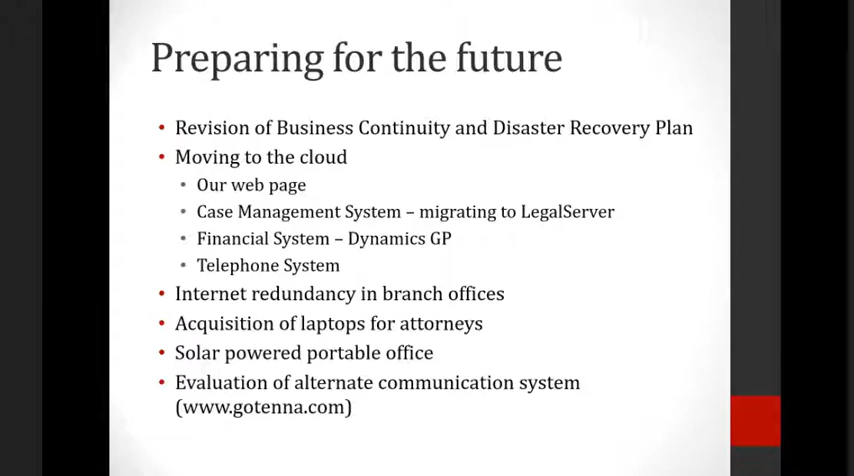 Preparing for the future
• Revision of Business Continuity and Disaster Recovery Plan
• Moving to the cloud
• Our web page
• Case Management System – migrating to LegalServer
• Financial System – Dynamics GP
• Telephone System
• Internet redundancy in branch offices
• Acquisition of laptops for attorneys
• Solar powered portable office
• Evaluation of alternate communication system
(www.gotenna.com)